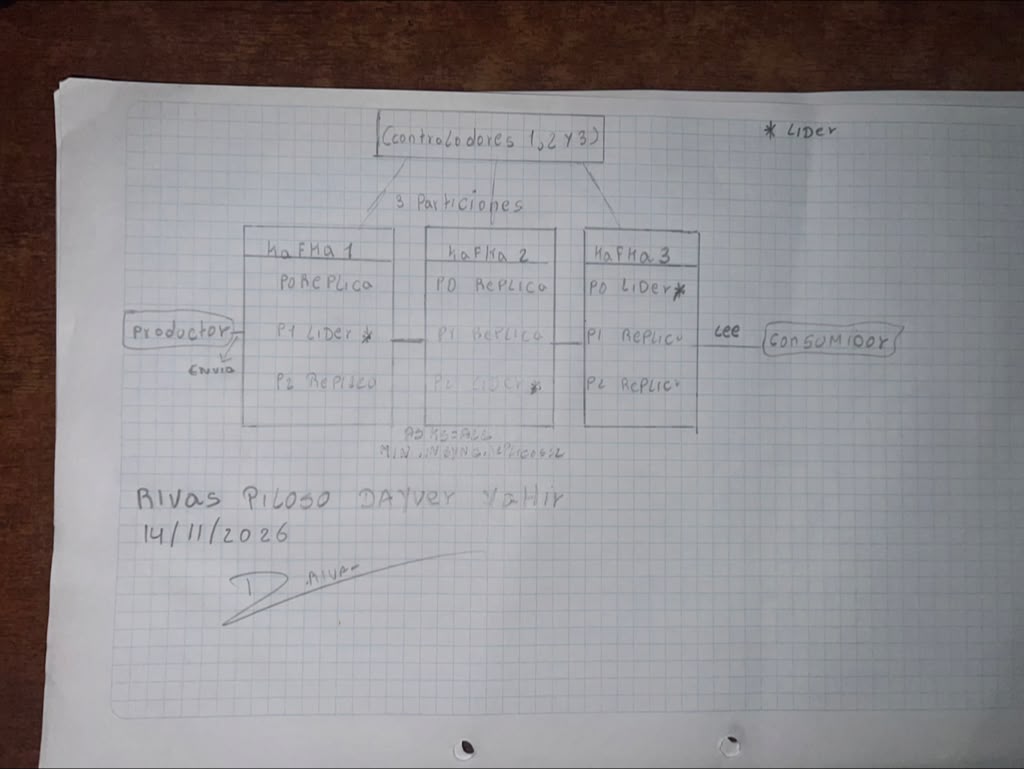 (controladores 1,2 y 3)
* LIDer
3 Particiones
KaFKa 1
P0 RePLica
P1 LIDer *
P2 RePLica
KaFKa 2
P0 RePLica
P1 RePLica
P2 LIDer *
KaFKa 3
P0 LIDer *
P1 RePLica
P2 RePLica
Productor
Envia
Lee
ConSUMIDOr
RIVas PILOSO DAYver YaHir
14/11/2026
D RIVAS